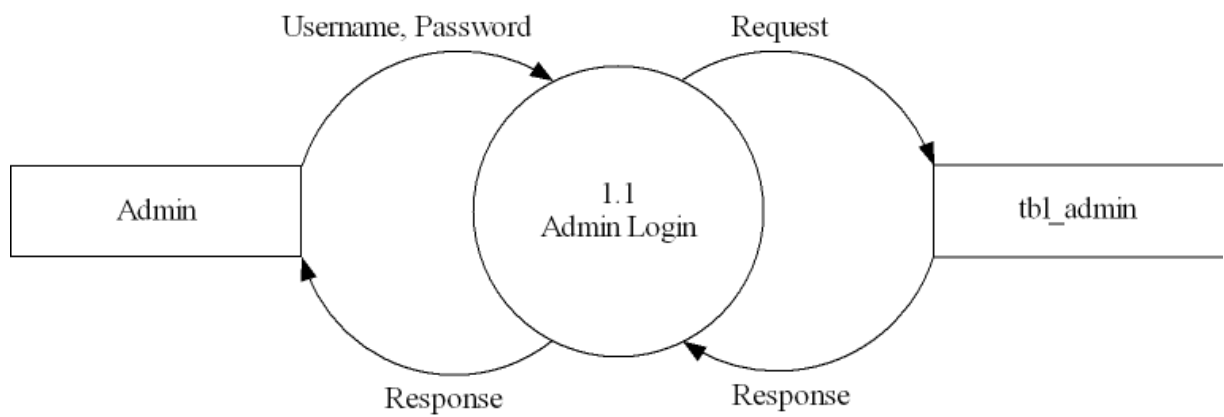 Username, Password
Request
Admin
1.1
Admin Login
tbl_admin
Response
Response